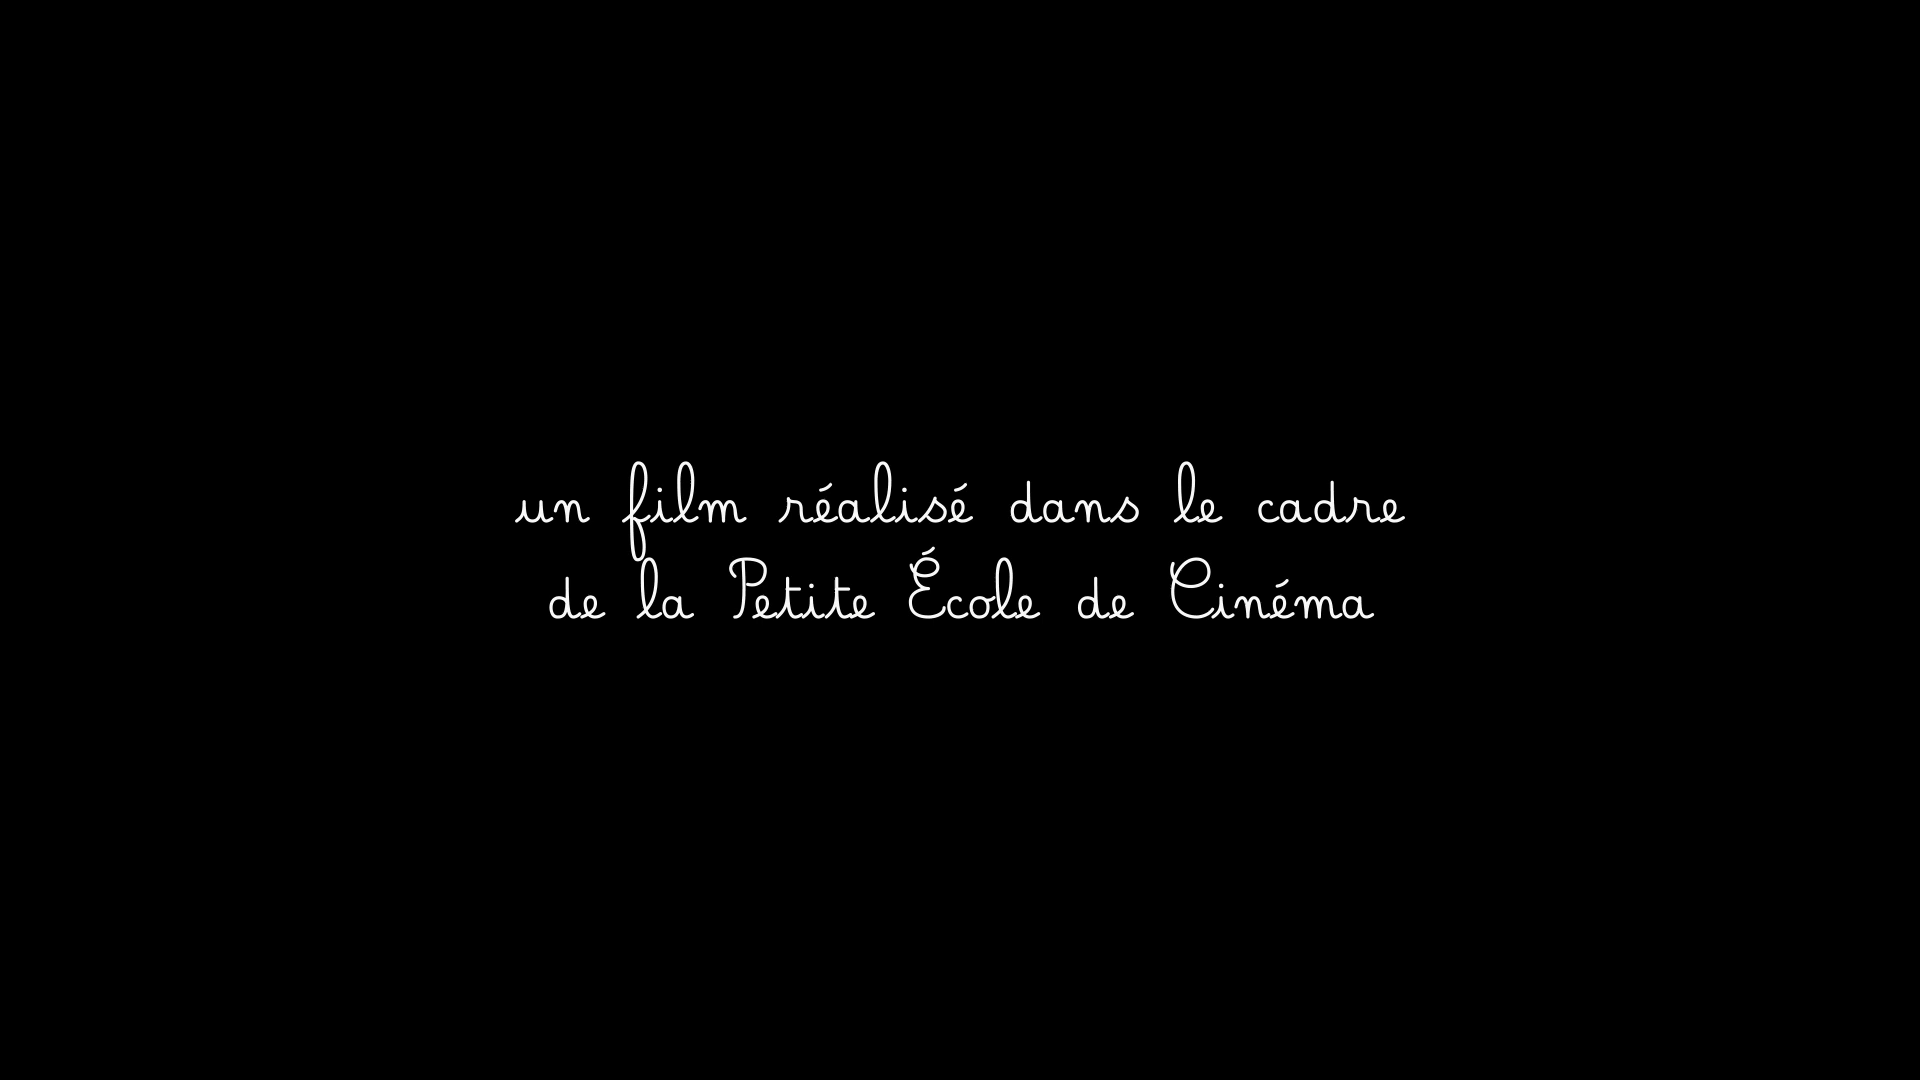 un film réalisé dans le cadre
de la Petite École de Cinéma